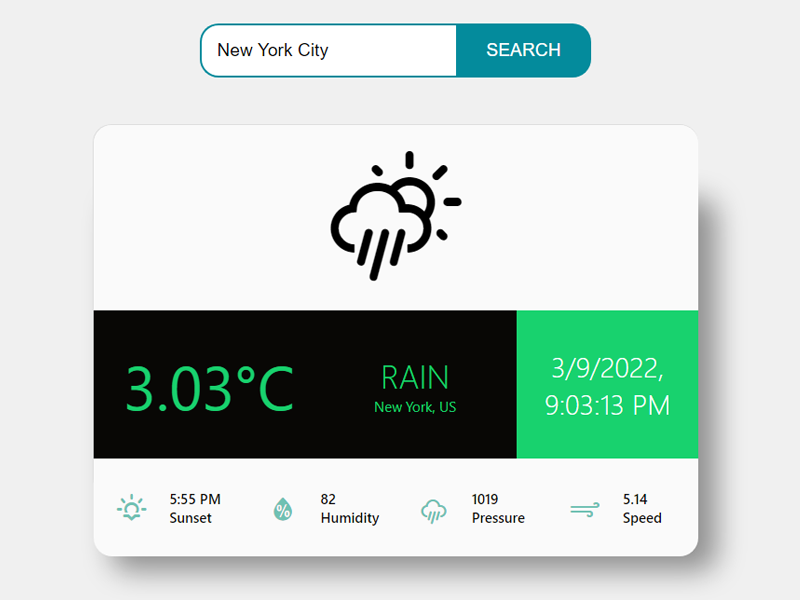 New York City
SEARCH
3.03°C
RAIN
New York, US
3/9/2022,
9:03:13 PM
5:55 PM
Sunset
%
82
Humidity
1019
Pressure
5.14
Speed